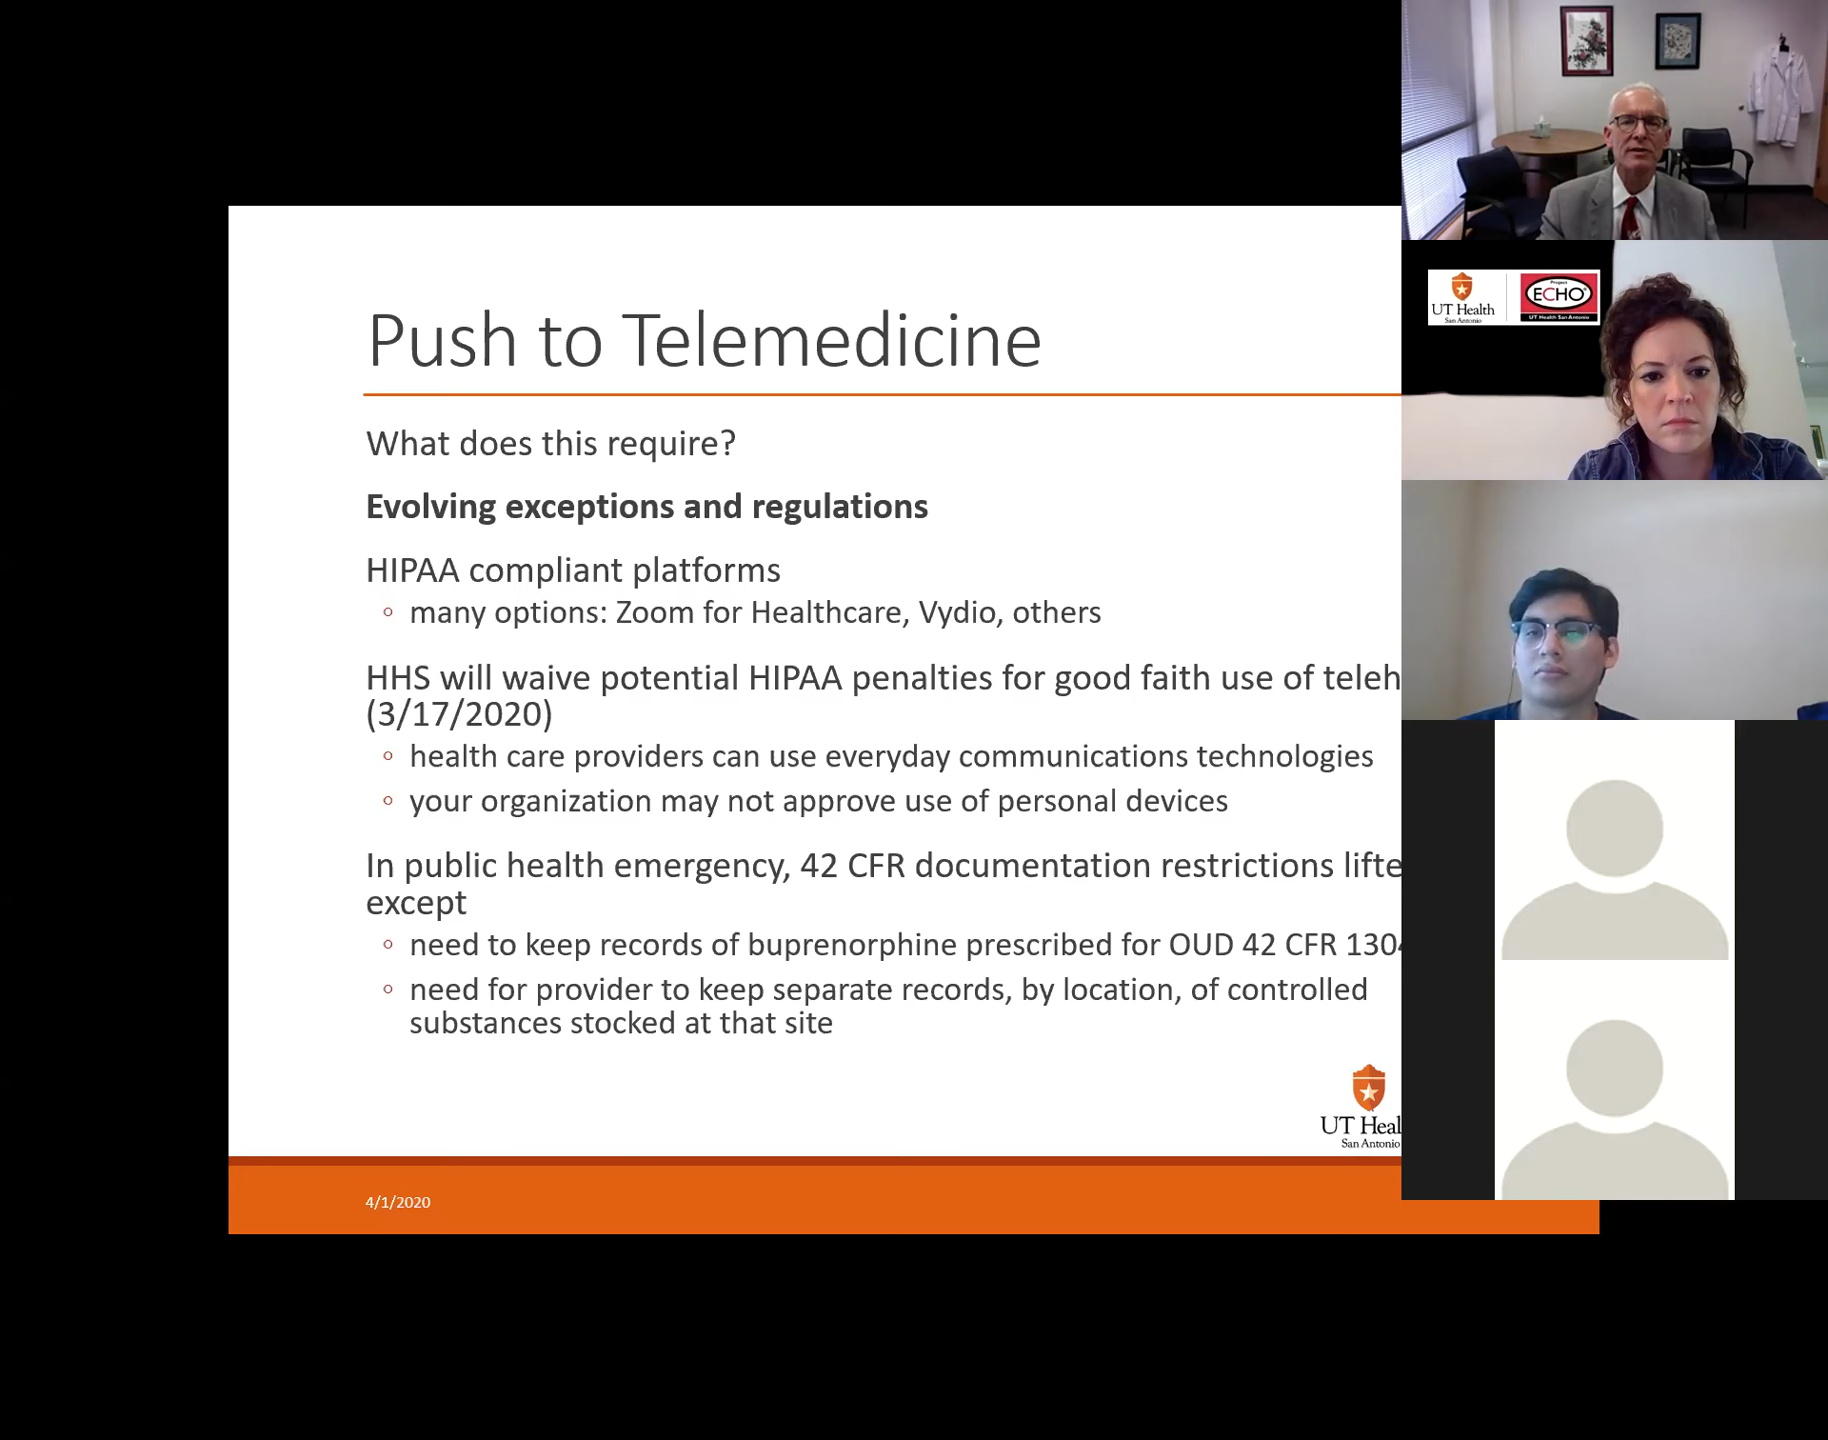 Push to Telemedicine
What does this require?
Evolving exceptions and regulations
HIPAA compliant platforms
many options: Zoom for Healthcare, Vydio, others
HHS will waive potential HIPAA penalties for good faith use of teleh
(3/17/2020)
health care providers can use everyday communications technologies
your organization may not approve use of personal devices
In public health emergency, 42 CFR documentation restrictions lifte
except
need to keep records of buprenorphine prescribed for OUD 42 CFR 130
need for provider to keep separate records, by location, of controlled
substances stocked at that site
UT Heal
San Antonio
4/1/2020
UT Health
San Antonio
Project
ECHO
UT Health San Antonio